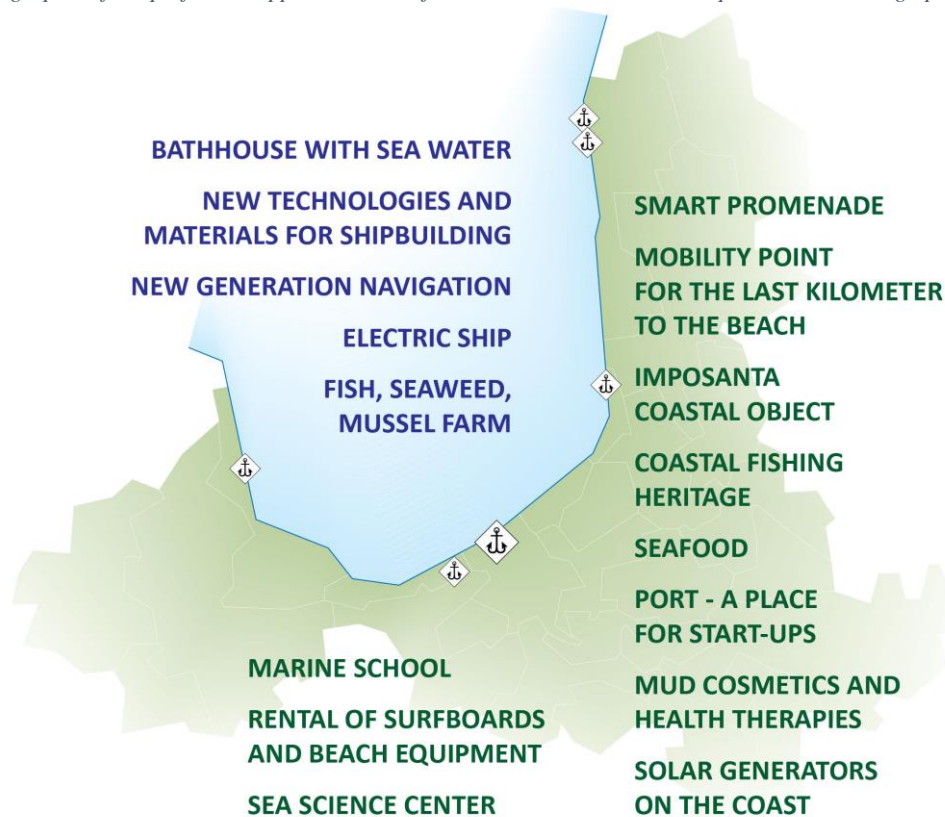 BATHHOUSE WITH SEA WATER
NEW TECHNOLOGIES AND
MATERIALS FOR SHIPBUILDING
NEW GENERATION NAVIGATION
ELECTRIC SHIP
FISH, SEAWEED,
MUSSEL FARM
SMART PROMENADE
MOBILITY POINT
FOR THE LAST KILOMETER
TO THE BEACH
IMPOSANTA
COASTAL OBJECT
COASTAL FISHING
HERITAGE
SEAFOOD
PORT - A PLACE
FOR START-UPS
MUD COSMETICS AND
HEALTH THERAPIES
SOLAR GENERATORS
ON THE COAST
MARINE SCHOOL
RENTAL OF SURFBOARDS
AND BEACH EQUIPMENT
SEA SCIENCE CENTER